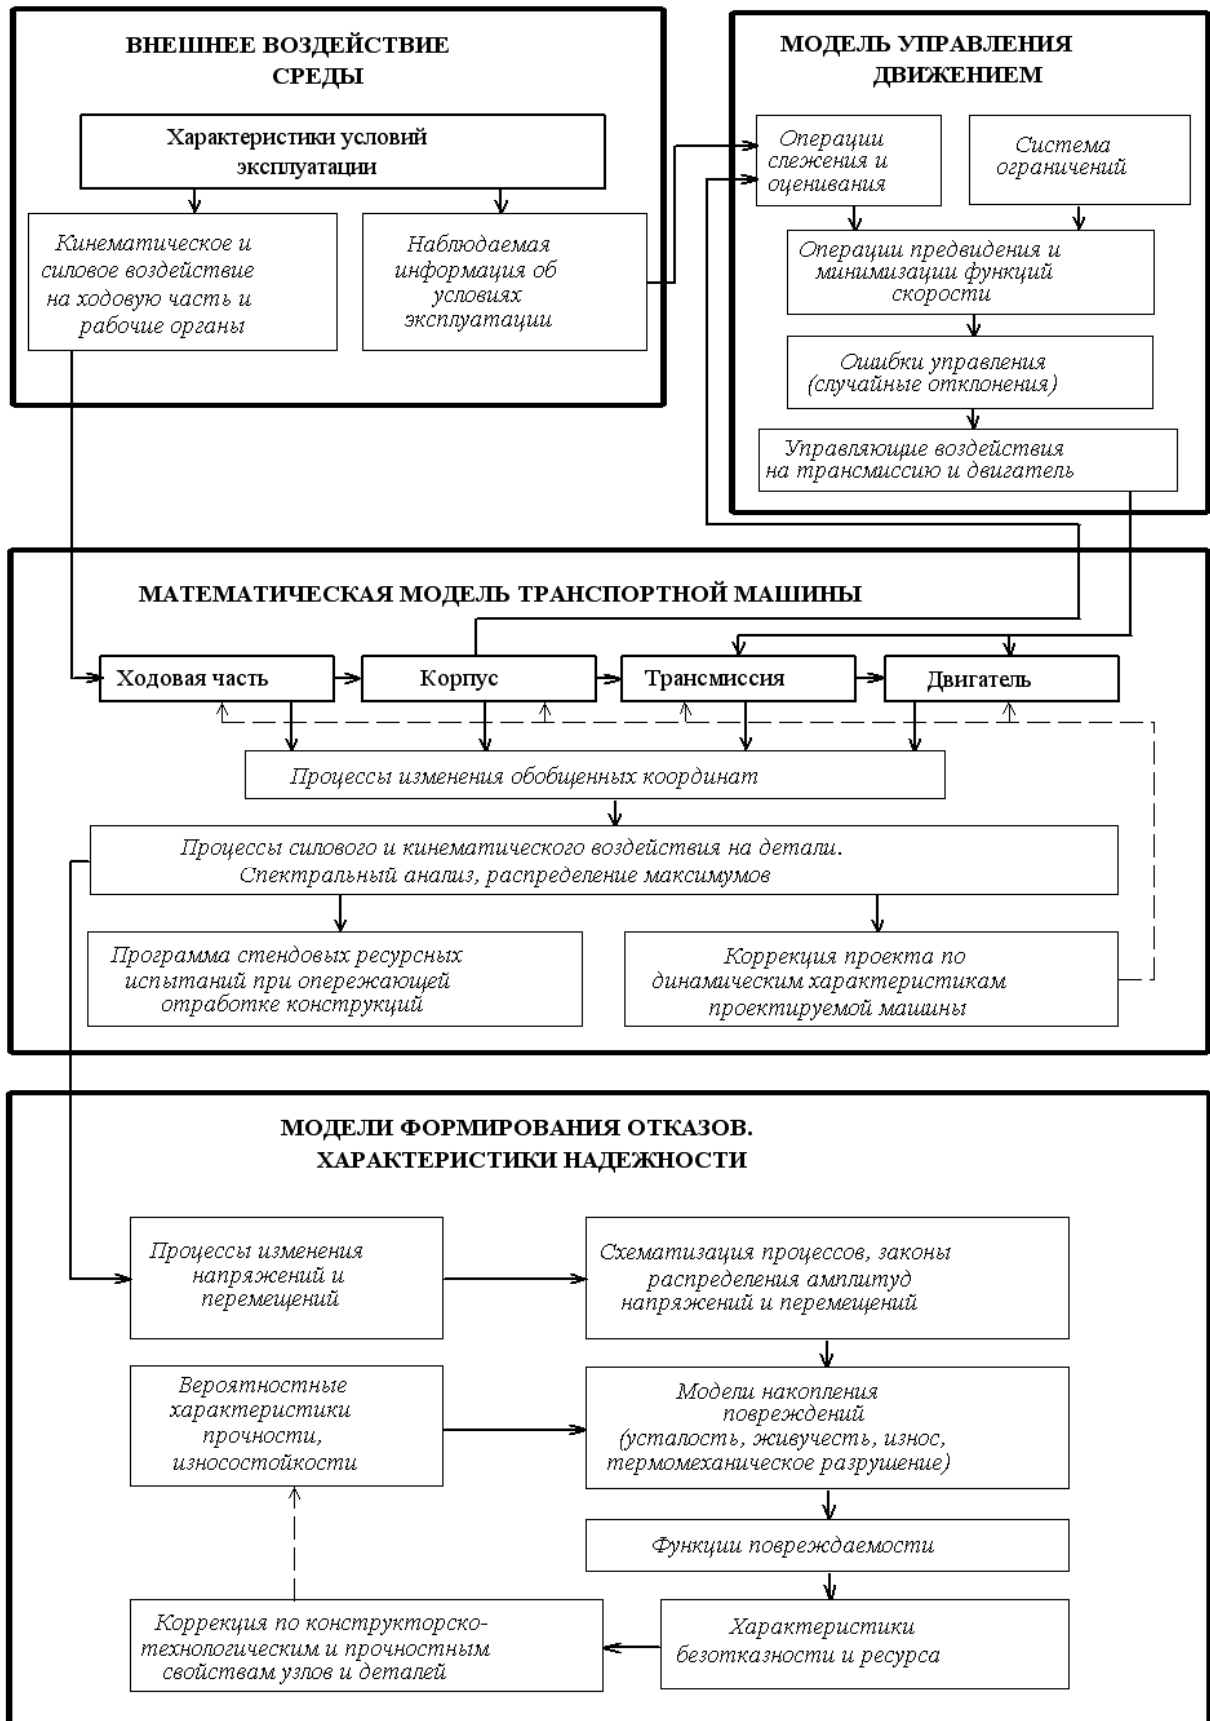 ВНЕШНЕЕ ВОЗДЕЙСТВИЕ
СРЕДЫ
Характеристики условий
эксплуатации
Кинематическое и
силовое воздействие
на ходовую часть и
рабочие органы
Наблюдаемая
информация об
условиях
эксплуатации
МОДЕЛЬ УПРАВЛЕНИЯ
ДВИЖЕНИЕМ
Операции
слежения и
оценивания
Система
ограничений
Операции предвидения и
минимизации функций
скорости
Ошибки управления
(случайные отклонения)
Управляющие воздействия
на трансмиссию и двигатель
МАТЕМАТИЧЕСКАЯ МОДЕЛЬ ТРАНСПОРТНОЙ МАШИНЫ
Ходовая часть
Корпус
Трансмиссия
Двигатель
Процессы изменения обобщенных координат
Процессы силового и кинематического воздействия на детали.
Спектральный анализ, распределение максимумов
Программа стендовых ресурсных
испытаний при опережающей
отработке конструкций
Коррекция проекта по
динамическим характеристикам
проектируемой машины
МОДЕЛИ ФОРМИРОВАНИЯ ОТКАЗОВ.
ХАРАКТЕРИСТИКИ НАДЕЖНОСТИ
Процессы изменения
напряжений и
перемещений
Схематизация процессов, законы
распределения амплитуд
напряжений и перемещений
Вероятностные
характеристики
прочности,
износостойкости
Модели накопления
повреждений
(усталость, живучесть, износ,
термомеханическое разрушение)
Функции повреждаемости
Коррекция по конструкторско-
технологическим и прочностным
свойствам узлов и деталей
Характеристики
безотказности и ресурса